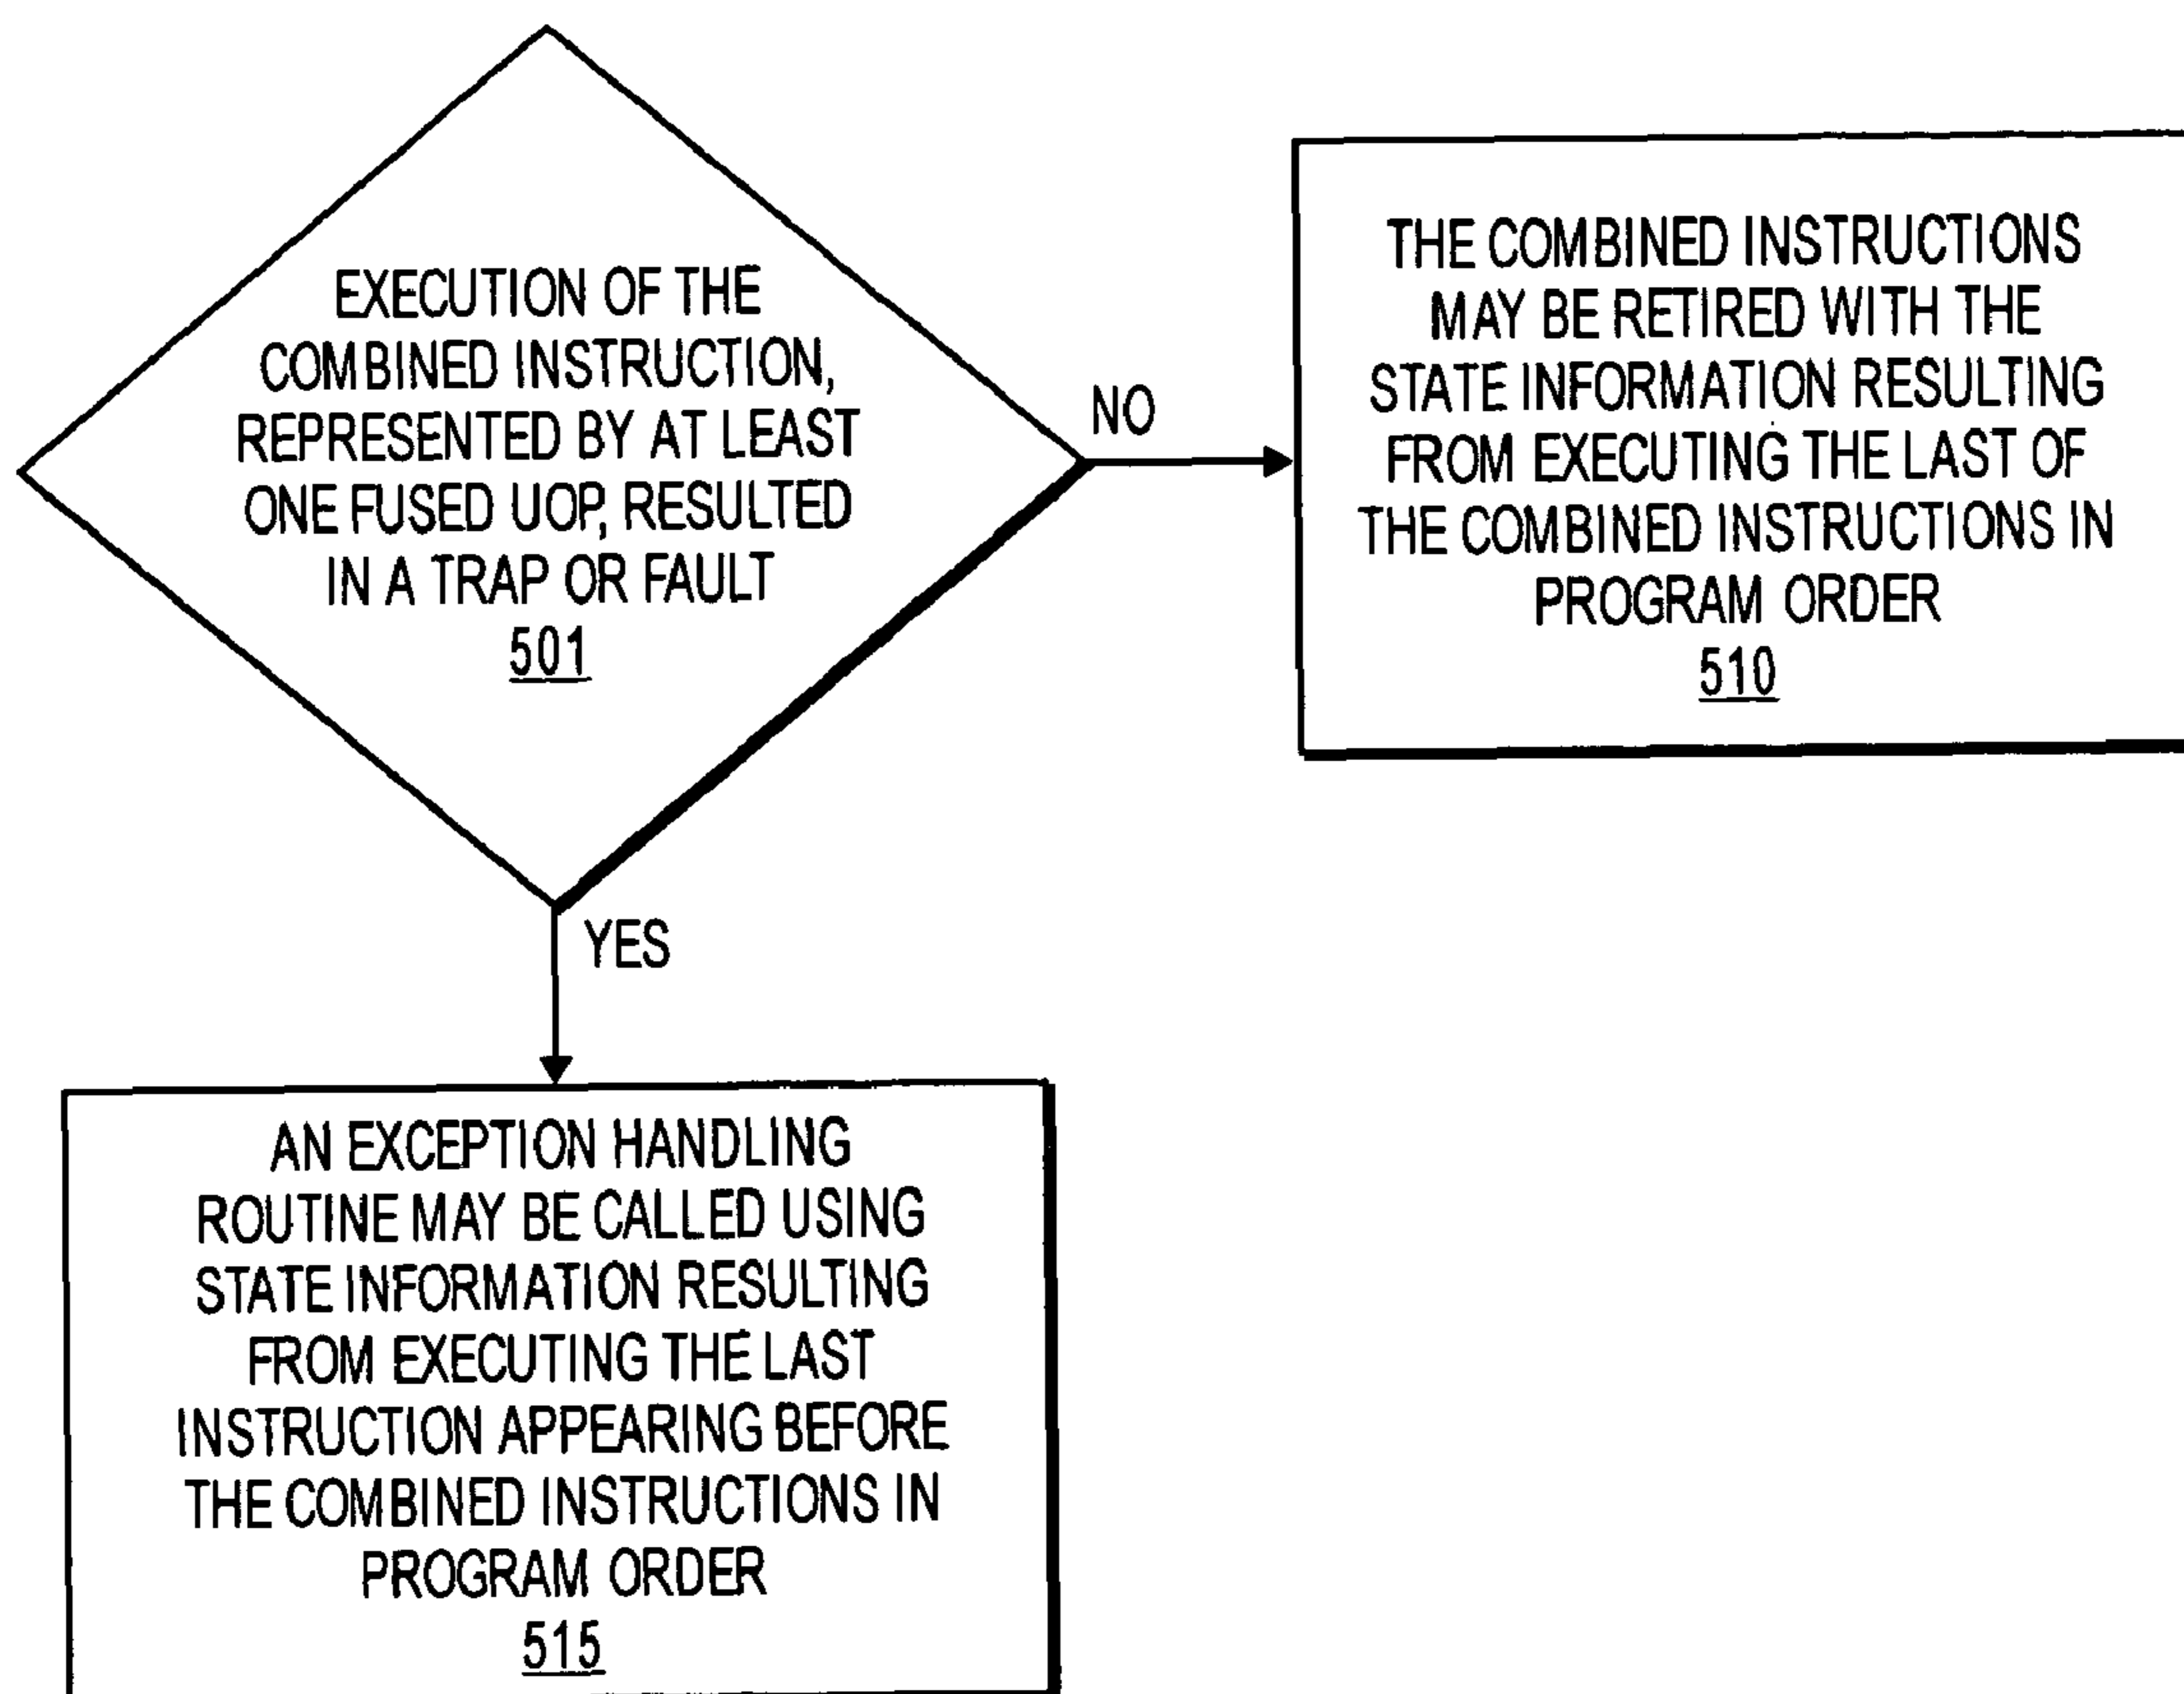 EXECUTION OF THE
COMBINED INSTRUCTION,
REPRESENTED BY AT LEAST
ONE FUSED UOP, RESULTED
IN A TRAP OR FAULT
501
NO
THE COMBINED INSTRUCTIONS
MAY BE RETIRED WITH THE
STATE INFORMATION RESULTING
FROM EXECUTING THE LAST OF
THE COMBINED INSTRUCTIONS IN
PROGRAM ORDER
510
YES
AN EXCEPTION HANDLING
ROUTINE MAY BE CALLED USING
STATE INFORMATION RESULTING
FROM EXECUTING THE LAST
INSTRUCTION APPEARING BEFORE
THE COMBINED INSTRUCTIONS IN
PROGRAM ORDER
515